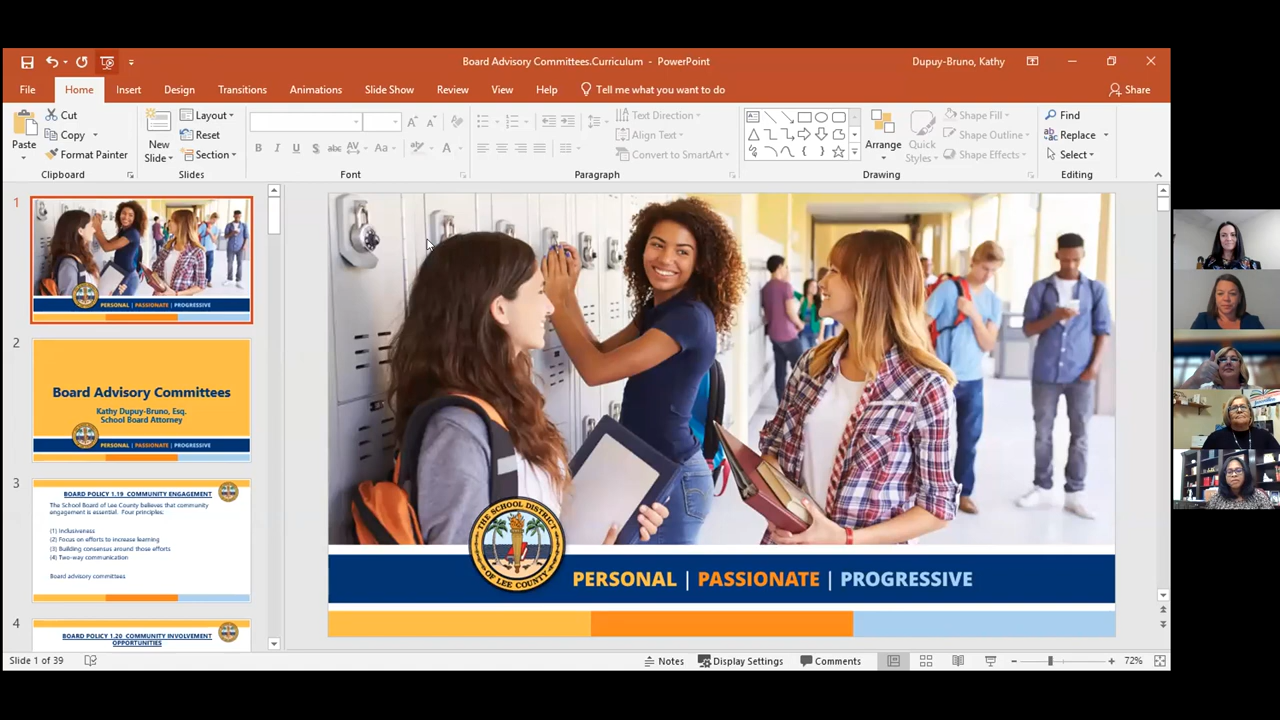 Board Advisory Committees.Curriculum - PowerPoint
Dupuy-Bruno, Kathy
File Home Insert Design Transitions Animations Slide Show Review View Help Tell me what you want to do Share
Paste
Cut
Copy
Format Painter
Clipboard
New Slide
Layout
Reset
Section
Slides
B I U S abc AV Aa A
Font
Text Direction
Align Text
Convert to SmartArt
Paragraph
Arrange
Quick Styles
Shape Fill
Shape Outline
Shape Effects
Drawing
Find
Replace
Select
Editing
1
PERSONAL | PASSIONATE | PROGRESSIVE
2
Board Advisory Committees
Kathy Dupuy-Bruno, Esq.
School Board Attorney
PERSONAL | PASSIONATE | PROGRESSIVE
3
BOARD POLICY 1.19 COMMUNITY ENGAGEMENT
The School Board of Lee County believes that community
engagement is essential. Four principles:
(1) Inclusiveness
(2) Focus on efforts to increase learning
(3) Building consensus around those efforts
(4) Two-way communication
Board advisory committees
4
BOARD POLICY 1.20 COMMUNITY INVOLVEMENT
OPPORTUNITIES
THE SCHOOL DISTRICT
OF LEE COUNTY
PERSONAL | PASSIONATE | PROGRESSIVE
Slide 1 of 39
Notes Display Settings Comments 72%